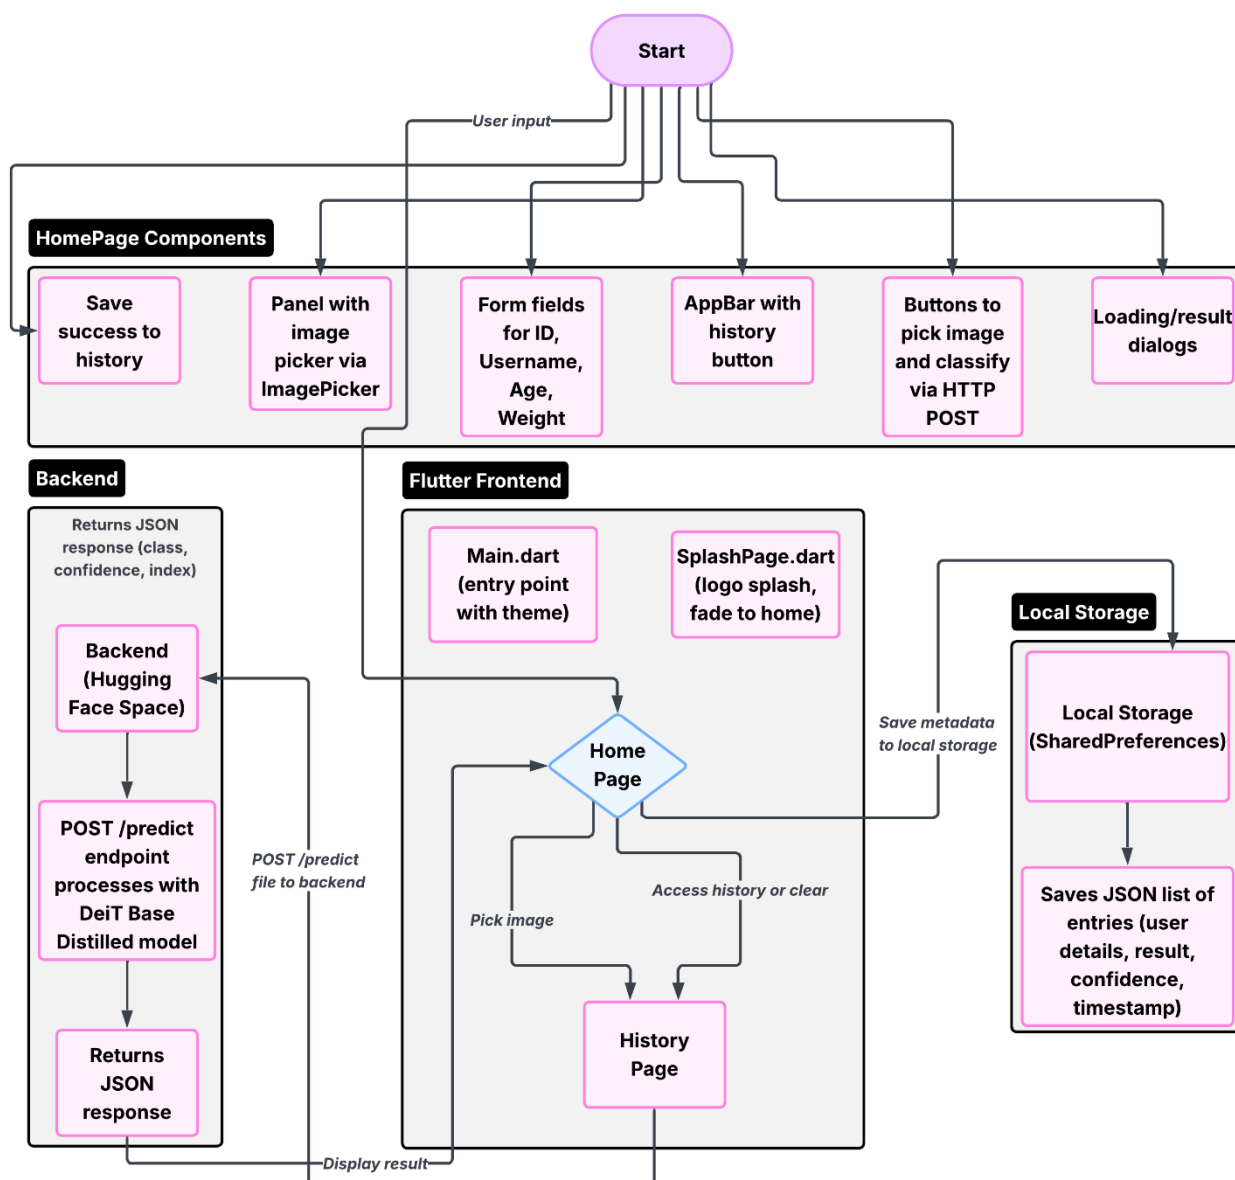 Start
User input
HomePage Components
Save
success to
history
Panel with
image
picker via
ImagePicker
Form fields
for ID,
Username,
Age,
Weight
AppBar with
history
button
Buttons to
pick image
and classify
via HTTP
POST
Loading/result
dialogs
Backend
Returns JSON
response (class,
confidence, index)
Backend
(Hugging
Face Space)
POST /predict
endpoint
processes with
DeiT Base
Distilled model
Returns
JSON
response
POST /predict
file to backend
Display result
Flutter Frontend
Main.dart
(entry point
with theme)
SplashPage.dart
(logo splash,
fade to home)
Home
Page
Pick image
Access history or clear
History
Page
Save metadata
to local storage
Local Storage
Local Storage
(SharedPreferences)
Saves JSON list of
entries (user
details, result,
confidence,
timestamp)